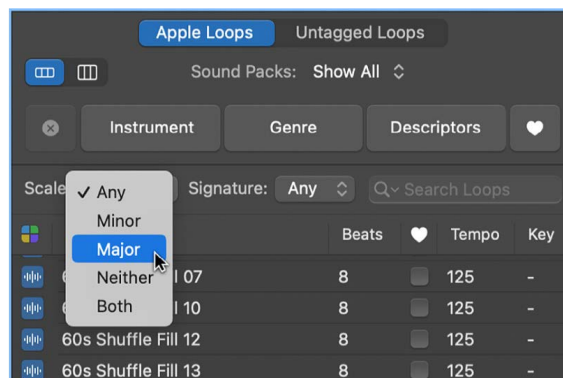 Apple Loops Untagged Loops
Sound Packs: Show All
Instrument Genre Descriptors
Scale Any Signature: Any Search Loops
Minor
Major
Neither
Both
Beats Tempo Key
07 8 125 -
10 8 125 -
60s Shuffle Fill 12 8 125 -
60s Shuffle Fill 13 8 125 -